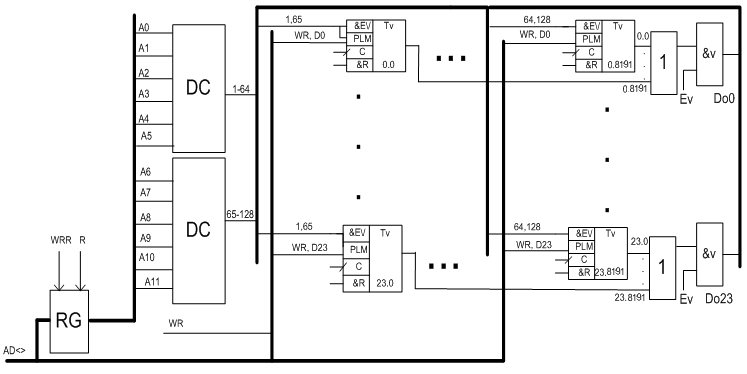 A0
A1
A2
A3
A4
A5
DC
1-64
A6
A7
A8
A9
A10
A11
DC
65-128
WRR R
RG
AD<>
WR
1,65
WR, D0
&EV Tv
PLM
C
&R 0.0
...
64,128
WR, D0
&EV Tv
PLM
C
&R 0.8191
0.0
0.8191
1
Ev
&v
Do0
1,65
WR, D23
&EV Tv
PLM
C
&R 23.0
...
64,128
WR, D23
&EV Tv
PLM
C
&R 23.8191
23.0
23.8191
1
Ev
&v
Do23